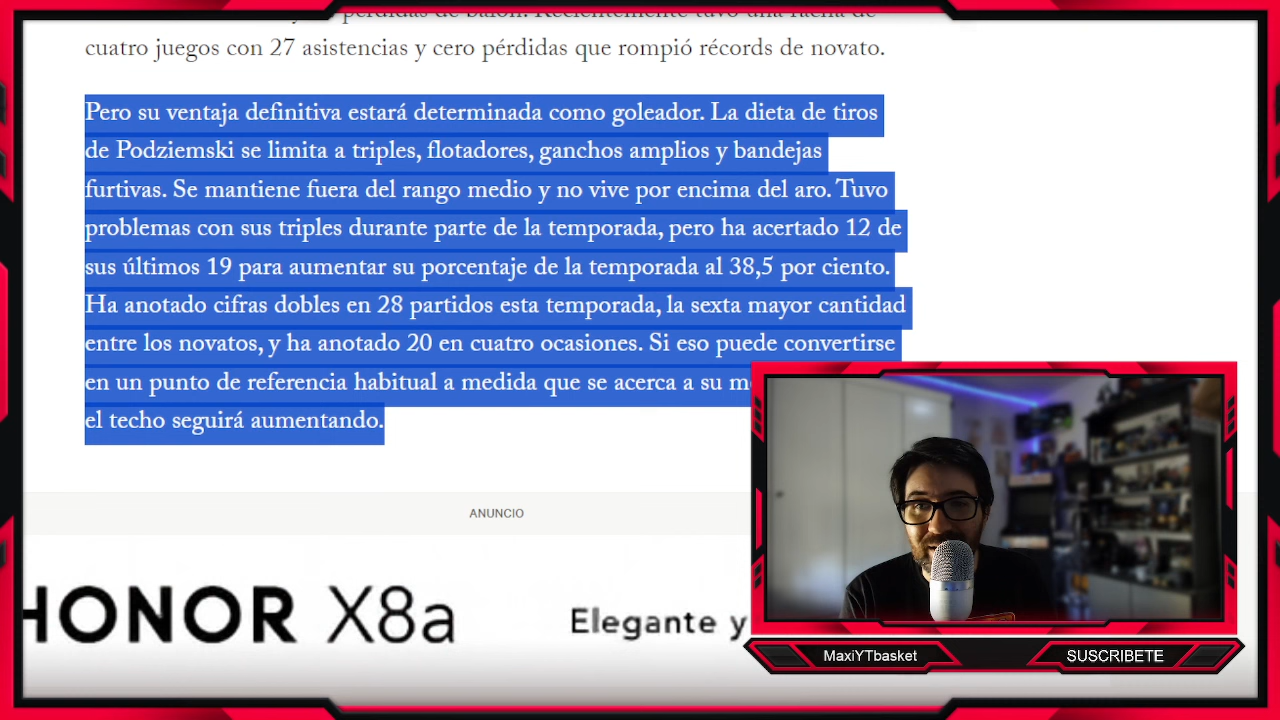 cuatro juegos con 27 asistencias y cero pérdidas que rompió récords de novato.
Pero su ventaja definitiva estará determinada como goleador. La dieta de tiros
de Podziemski se limita a triples, flotadores, ganchos amplios y bandejas
furtivas. Se mantiene fuera del rango medio y no vive por encima del aro. Tuvo
problemas con sus triples durante parte de la temporada, pero ha acertado 12 de
sus últimos 19 para aumentar su porcentaje de la temporada al 38,5 por ciento.
Ha anotado cifras dobles en 28 partidos esta temporada, la sexta mayor cantidad
entre los novatos, y ha anotado 20 en cuatro ocasiones. Si eso puede convertirse
en un punto de referencia habitual a medida que se acerca a su
el techo seguirá aumentando.
ANUNCIO
HONOR X8a
Elegante y
MaxiYTbasket
SUSCRIBETE